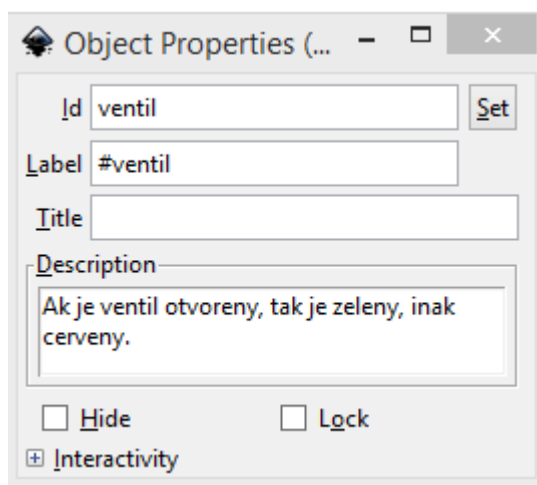 Object Properties (...
Id ventil Set
Label #ventil
Title
Description
Ak je ventil otvoreny, tak je zeleny, inak
cerveny.
Hide Lock
Interactivity